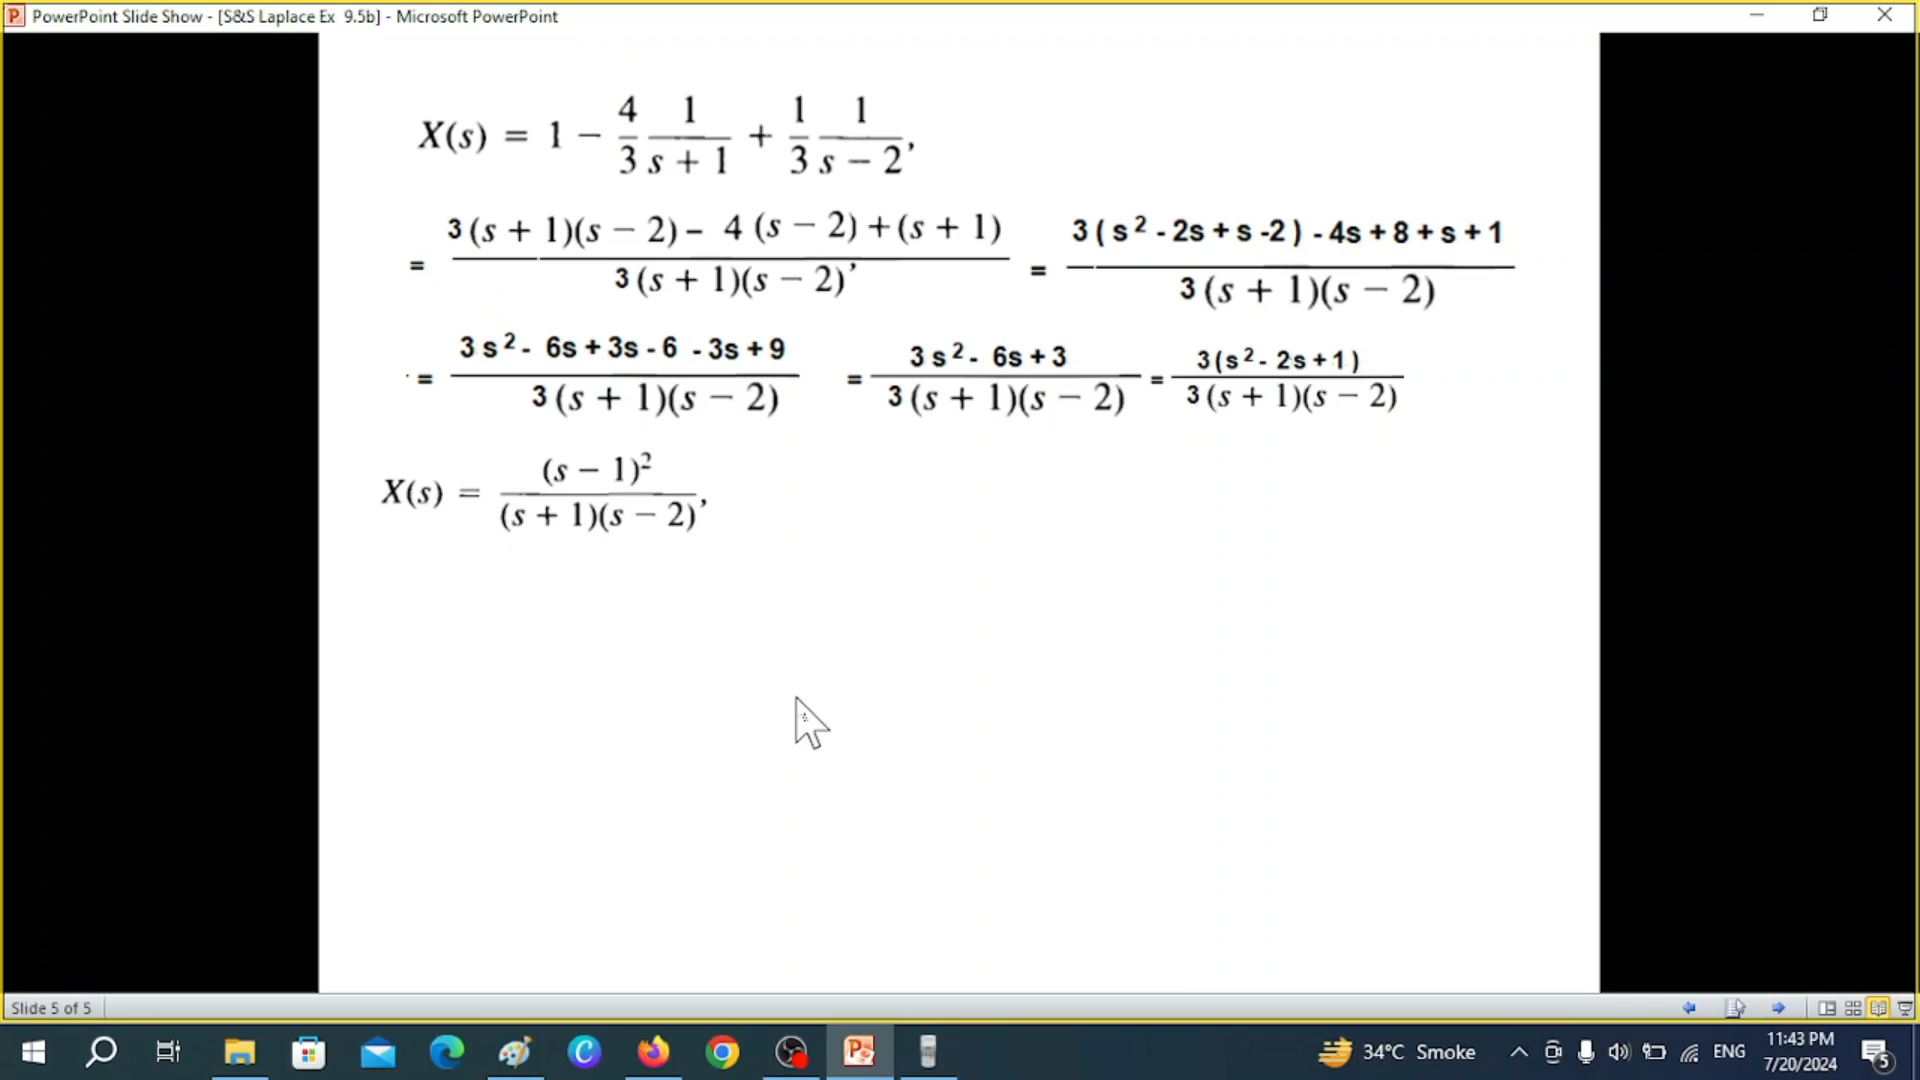 PowerPoint Slide Show - [S&S Laplace Ex 9.5b] - Microsoft PowerPoint
X(s) = 1 − 4/3 1/(s + 1) + 1/3 1/(s − 2),
= 3(s + 1)(s − 2) - 4 (s − 2) + (s + 1) / 3(s + 1)(s − 2)’ = 3 ( s² - 2s + s -2 ) - 4s + 8 + s + 1 / 3(s + 1)(s − 2)
· = 3 s² - 6s + 3s - 6 - 3s + 9 / 3(s + 1)(s − 2) = 3 s² - 6s + 3 / 3(s + 1)(s − 2) = 3(s² - 2s + 1) / 3(s + 1)(s − 2)
X(s) = (s − 1)² / (s + 1)(s − 2),
Slide 5 of 5
34°C Smoke ENG 11:43 PM
7/20/2024 5